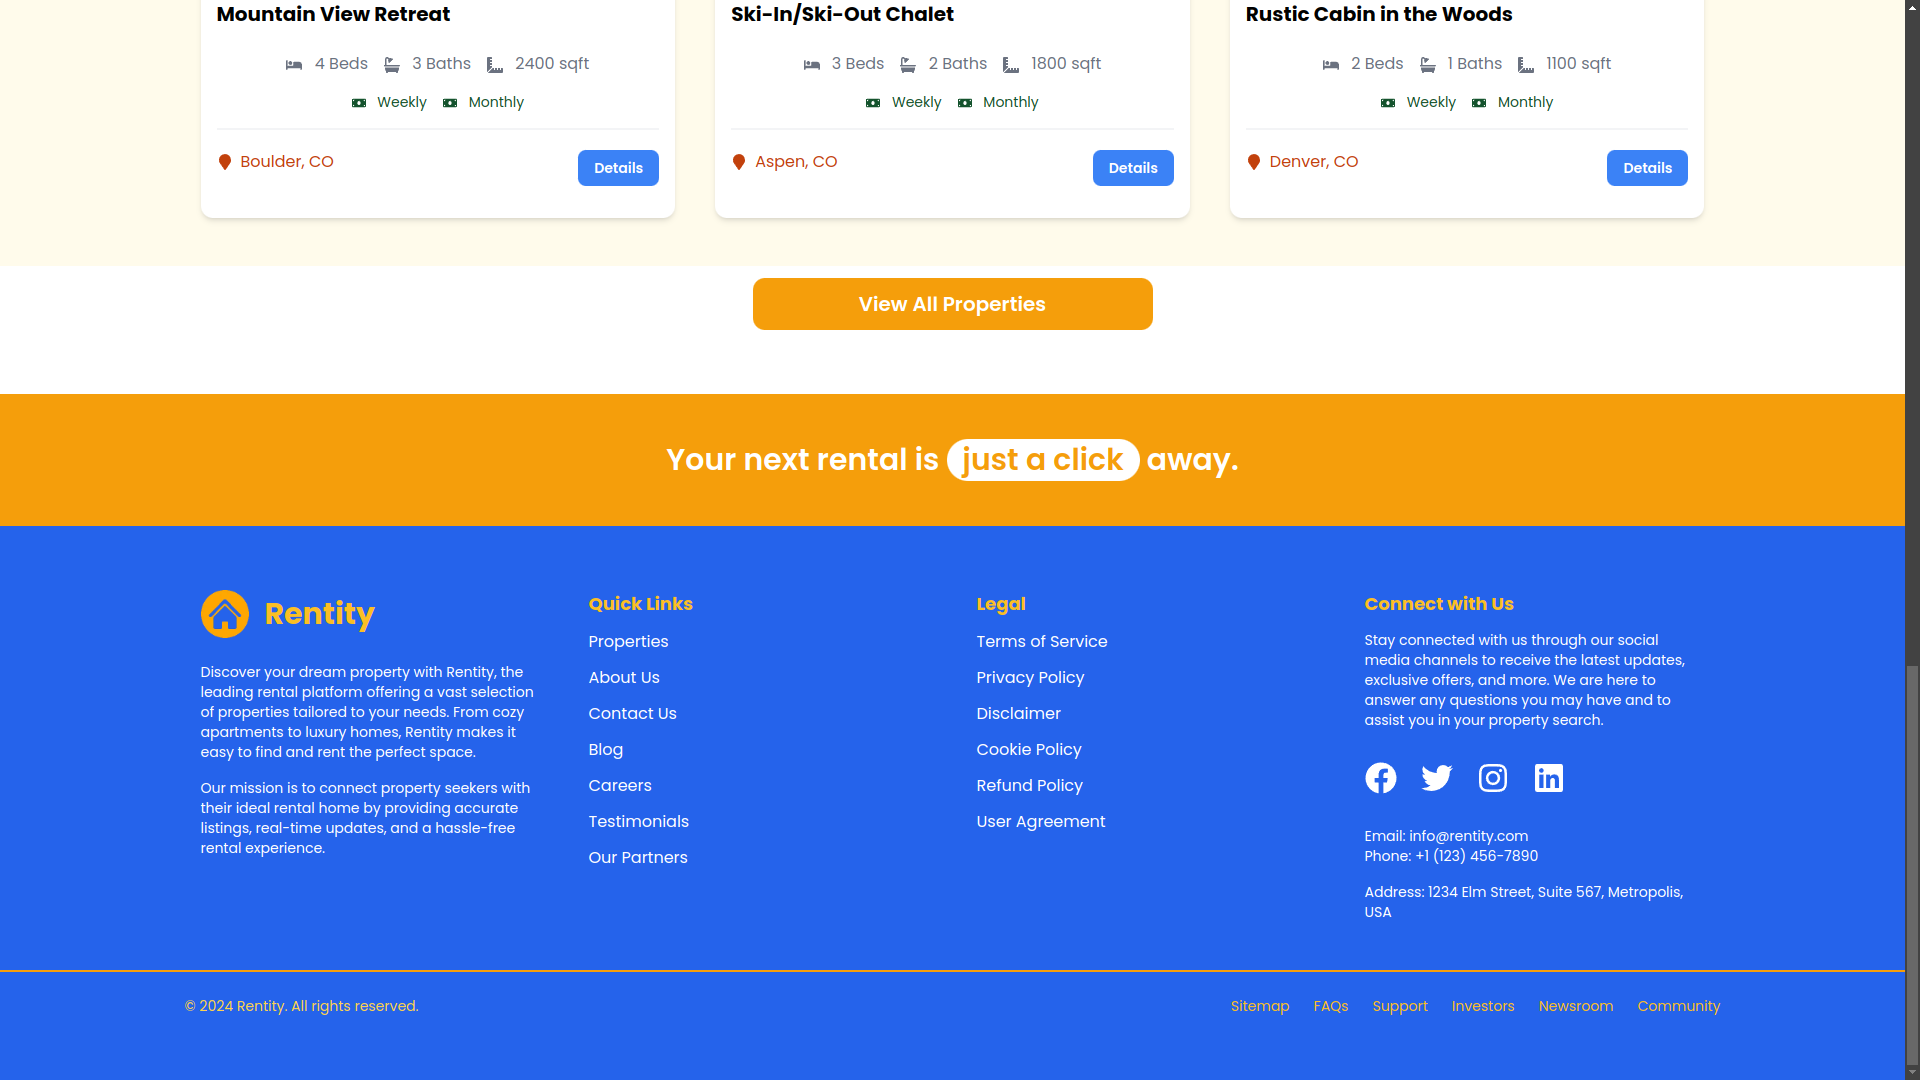 Mountain View Retreat
4 Beds 3 Baths 2400 sqft
Weekly Monthly
Boulder, CO
Details
Ski-In/Ski-Out Chalet
3 Beds 2 Baths 1800 sqft
Weekly Monthly
Aspen, CO
Details
Rustic Cabin in the Woods
2 Beds 1 Baths 1100 sqft
Weekly Monthly
Denver, CO
Details
View All Properties
Your next rental is just a click away.
Rentity
Discover your dream property with Rentity, the
leading rental platform offering a vast selection
of properties tailored to your needs. From cozy
apartments to luxury homes, Rentity makes it
easy to find and rent the perfect space.
Our mission is to connect property seekers with
their ideal rental home by providing accurate
listings, real-time updates, and a hassle-free
rental experience.
Quick Links
Properties
About Us
Contact Us
Blog
Careers
Testimonials
Our Partners
Legal
Terms of Service
Privacy Policy
Disclaimer
Cookie Policy
Refund Policy
User Agreement
Connect with Us
Stay connected with us through our social
media channels to receive the latest updates,
exclusive offers, and more. We are here to
answer any questions you may have and to
assist you in your property search.
Email: info@rentity.com
Phone: +1 (123) 456-7890
Address: 1234 Elm Street, Suite 567, Metropolis,
USA
© 2024 Rentity. All rights reserved.
Sitemap FAQs Support Investors Newsroom Community